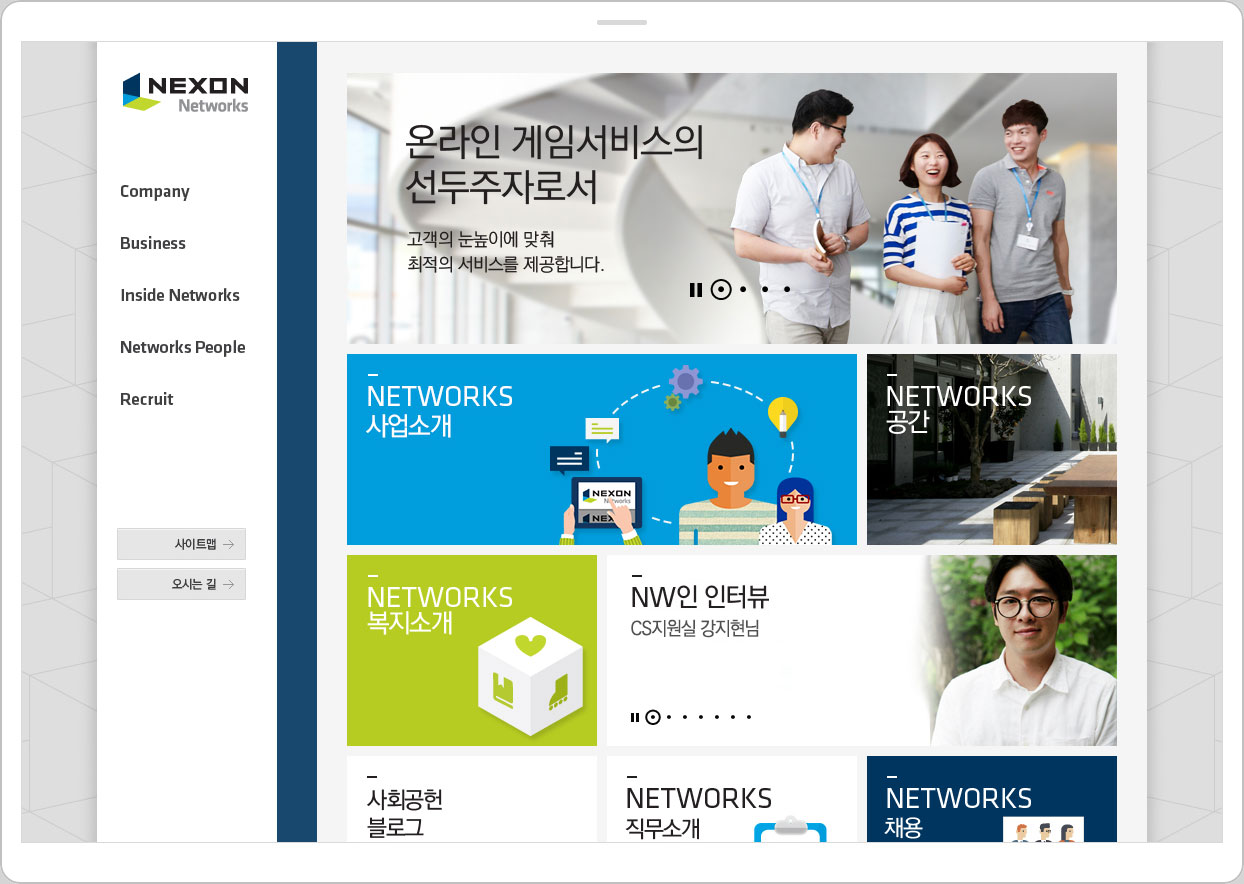 NEXON
Networks
Company
Business
Inside Networks
Networks People
Recruit
사이트맵
오시는 길
온라인 게임서비스의
선두주자로서
고객의 눈높이에 맞춰
최적의 서비스를 제공합니다.
NETWORKS
사업소개
NEXON
Networks
NEX
NETWORKS
공간
NETWORKS
복지소개
NW인 인터뷰
CS지원실 강지현님
사회공헌
블로그
NETWORKS
직무소개
NETWORKS
채용